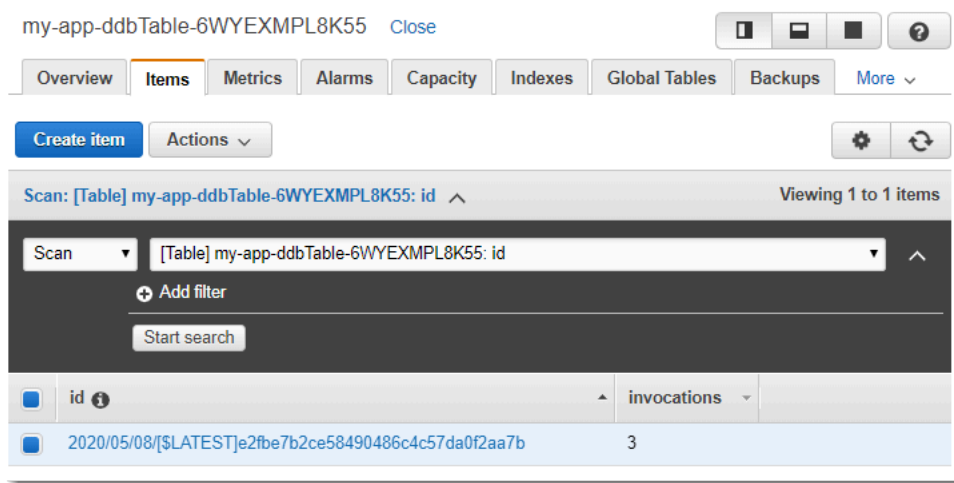 my-app-ddbTable-6WYEXMPL8K55 Close
Overview Items Metrics Alarms Capacity Indexes Global Tables Backups More
Create item Actions
Scan: [Table] my-app-ddbTable-6WYEXMPL8K55: id Viewing 1 to 1 items
Scan [Table] my-app-ddbTable-6WYEXMPL8K55: id
Add filter
Start search
id invocations
2020/05/08/[$LATEST]e2fbe7b2ce58490486c4c57da0f2aa7b 3